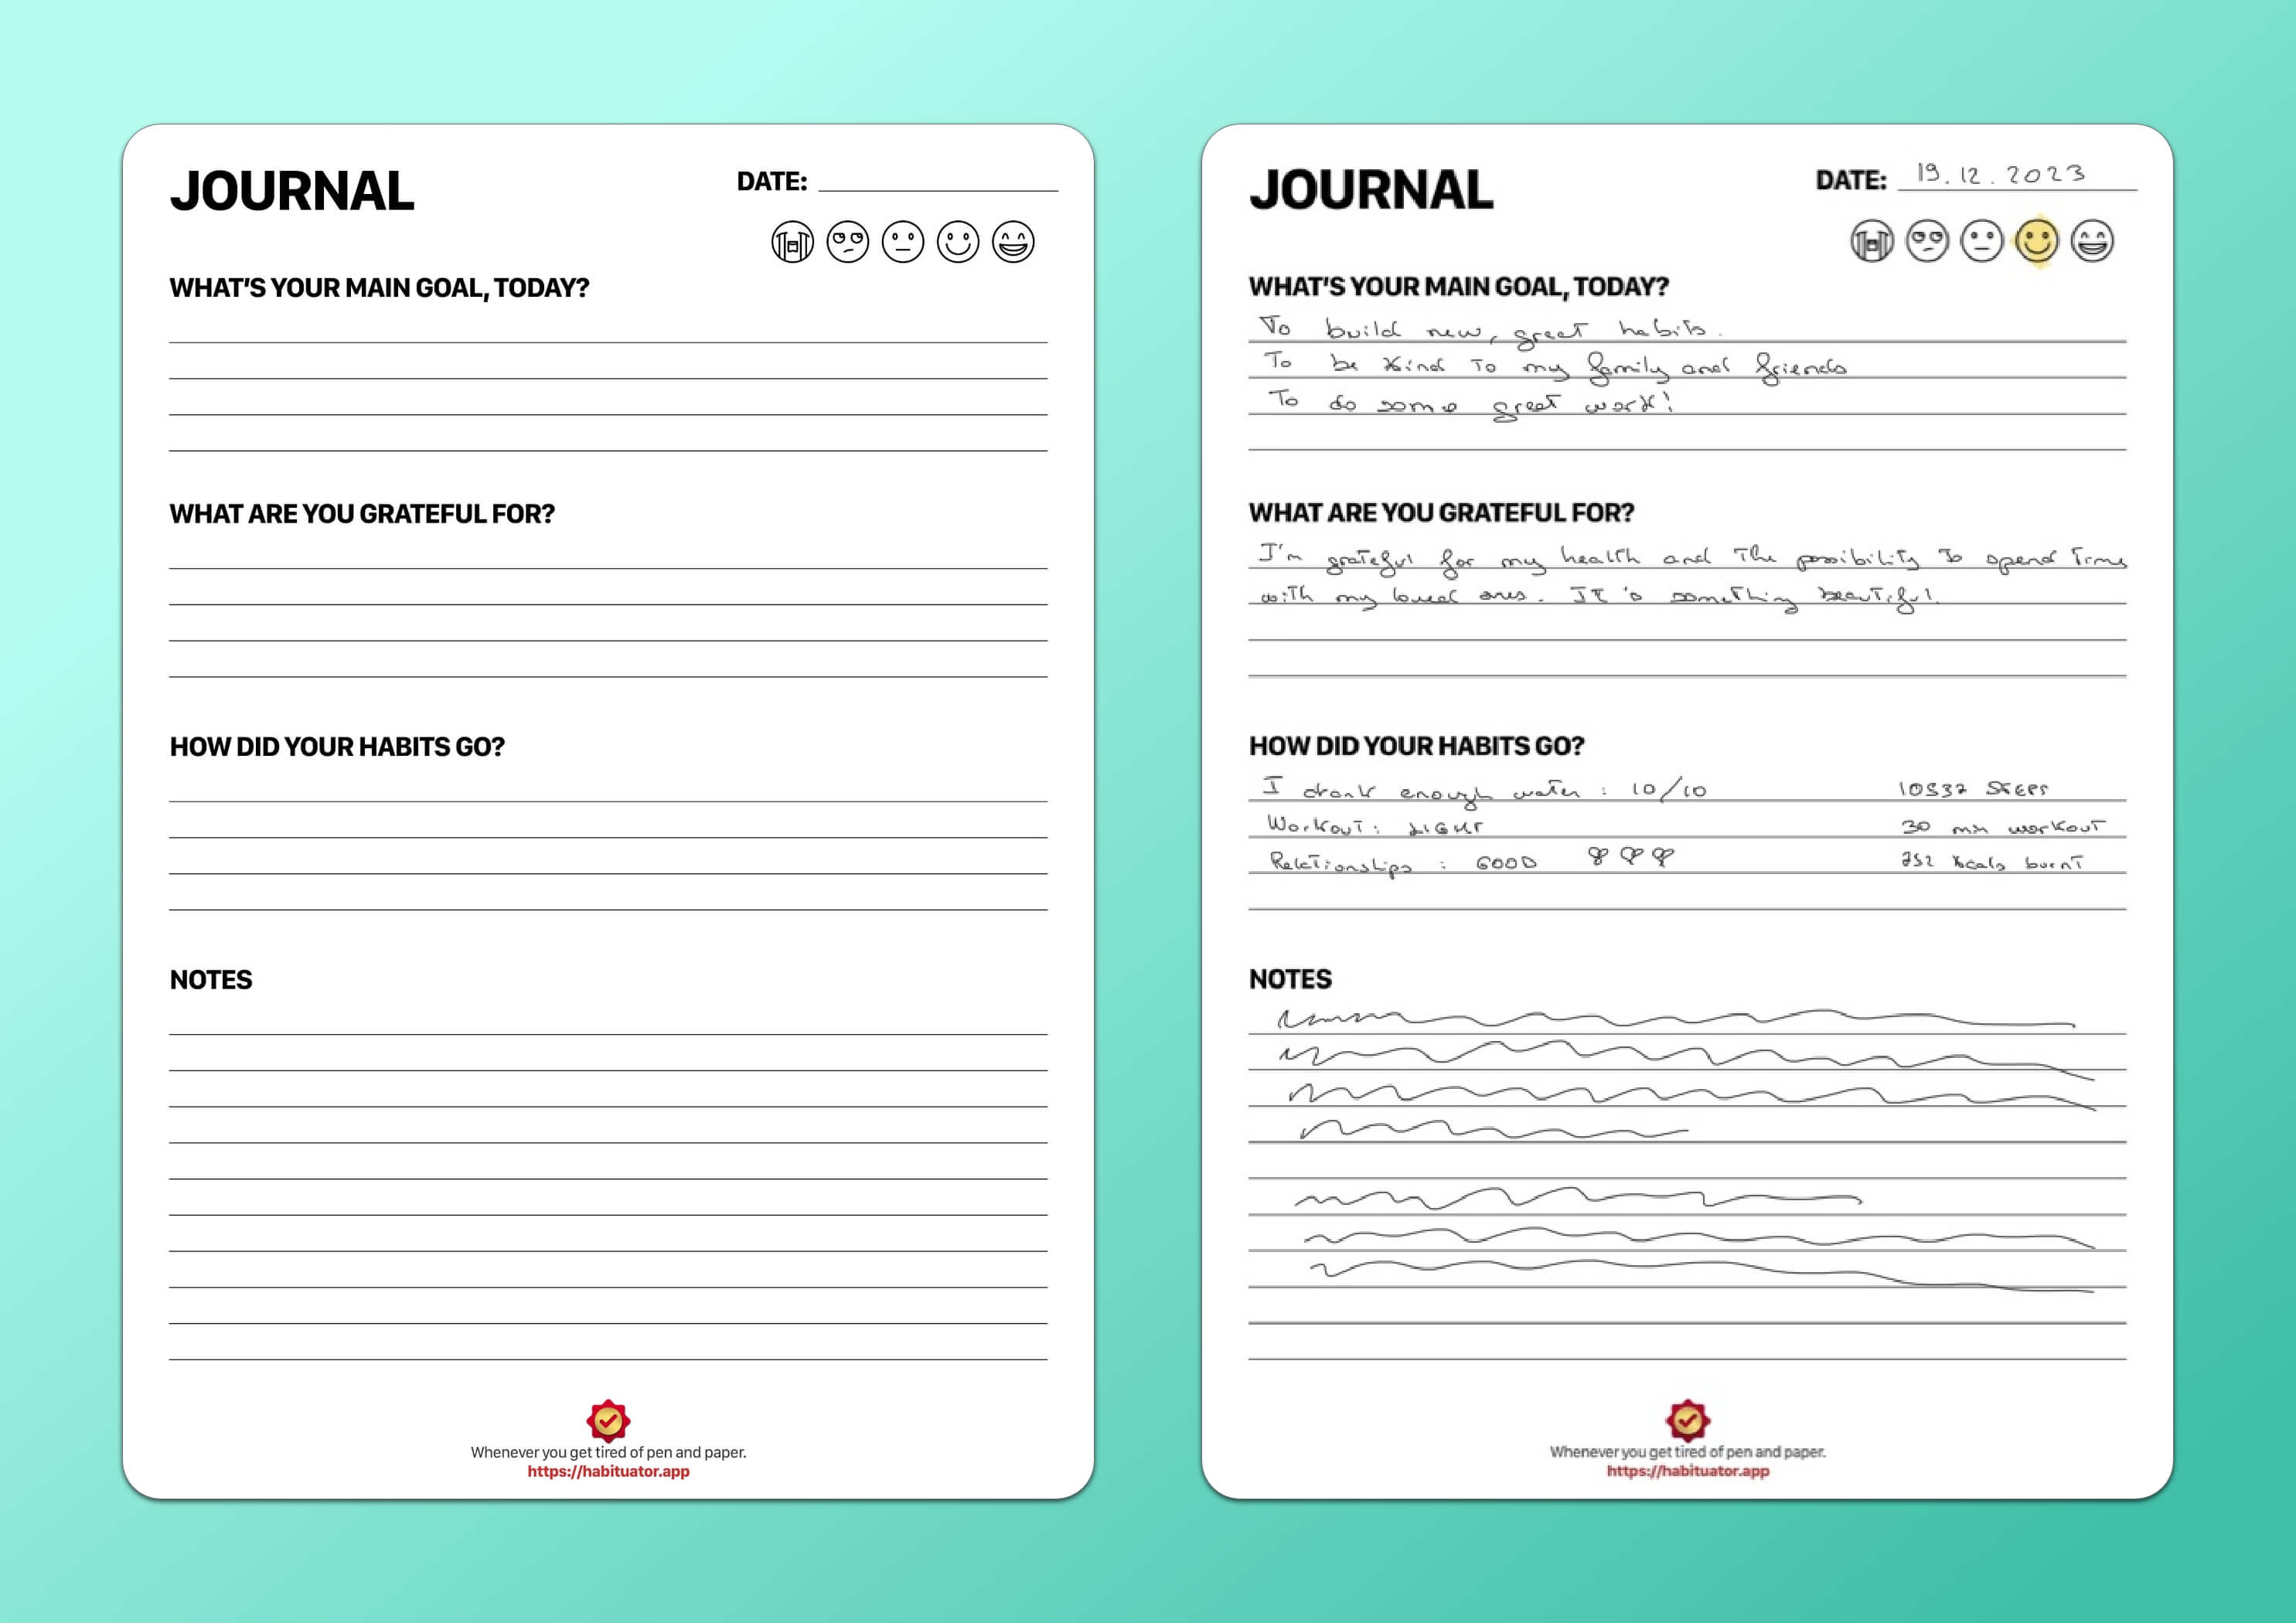 JOURNAL
DATE:
WHAT'S YOUR MAIN GOAL, TODAY?
WHAT ARE YOU GRATEFUL FOR?
HOW DID YOUR HABITS GO?
NOTES
Whenever you get tired of pen and paper.
https://habituator.app
JOURNAL
DATE: 19.12.2023
WHAT'S YOUR MAIN GOAL, TODAY?
To build new, great habits.
To be kind to my family and friends
To do some great work!
WHAT ARE YOU GRATEFUL FOR?
I'm grateful for my health and the possibility to spend time
with my loved ones. It's something beautiful.
HOW DID YOUR HABITS GO?
I drank enough water: 10/10 STEPS
Workout: LIGHT 30 min workout
Relationships: GOOD kcals burnt
NOTES
Whenever you get tired of pen and paper.
https://habituator.app